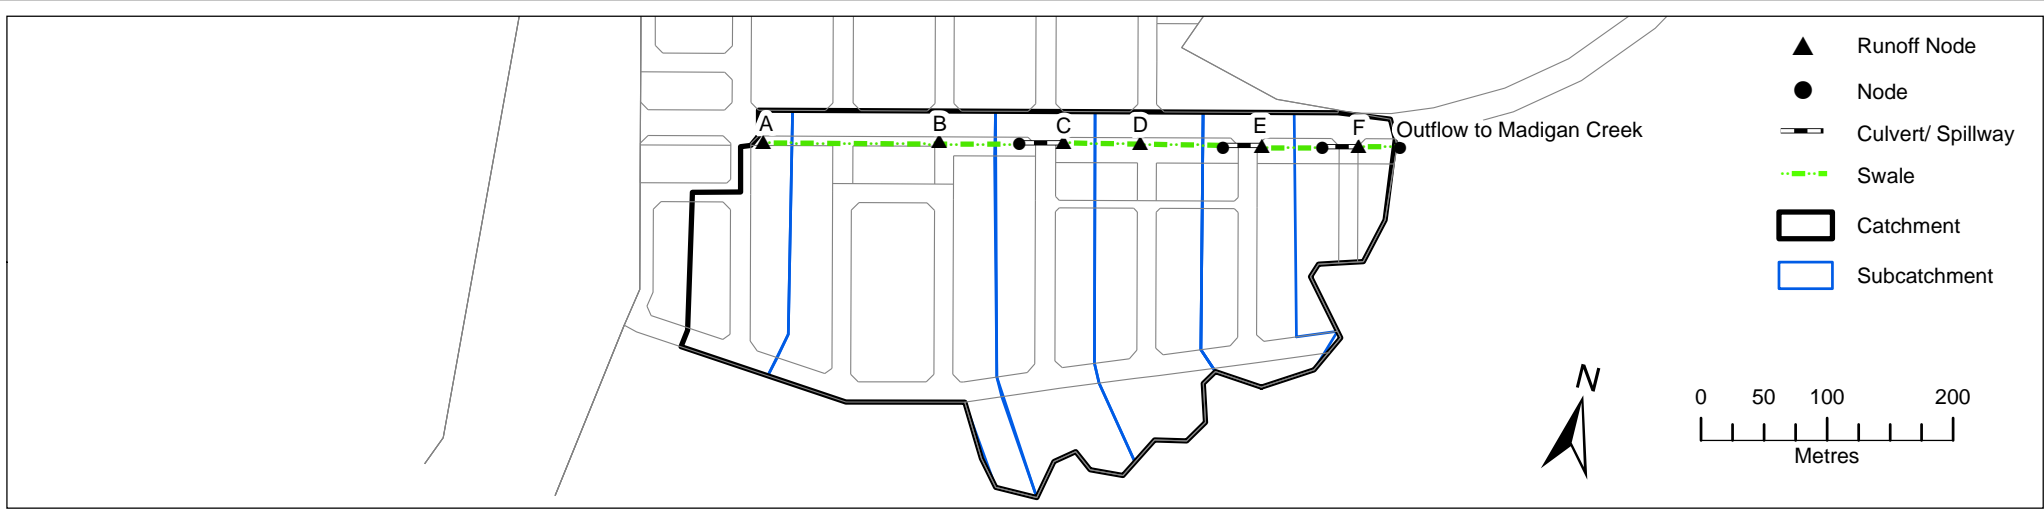 A
B
C
D
E
F
Outflow to Madigan Creek
Runoff Node
Node
Culvert/ Spillway
Swale
Catchment
Subcatchment
N
0 50 100 200
Metres